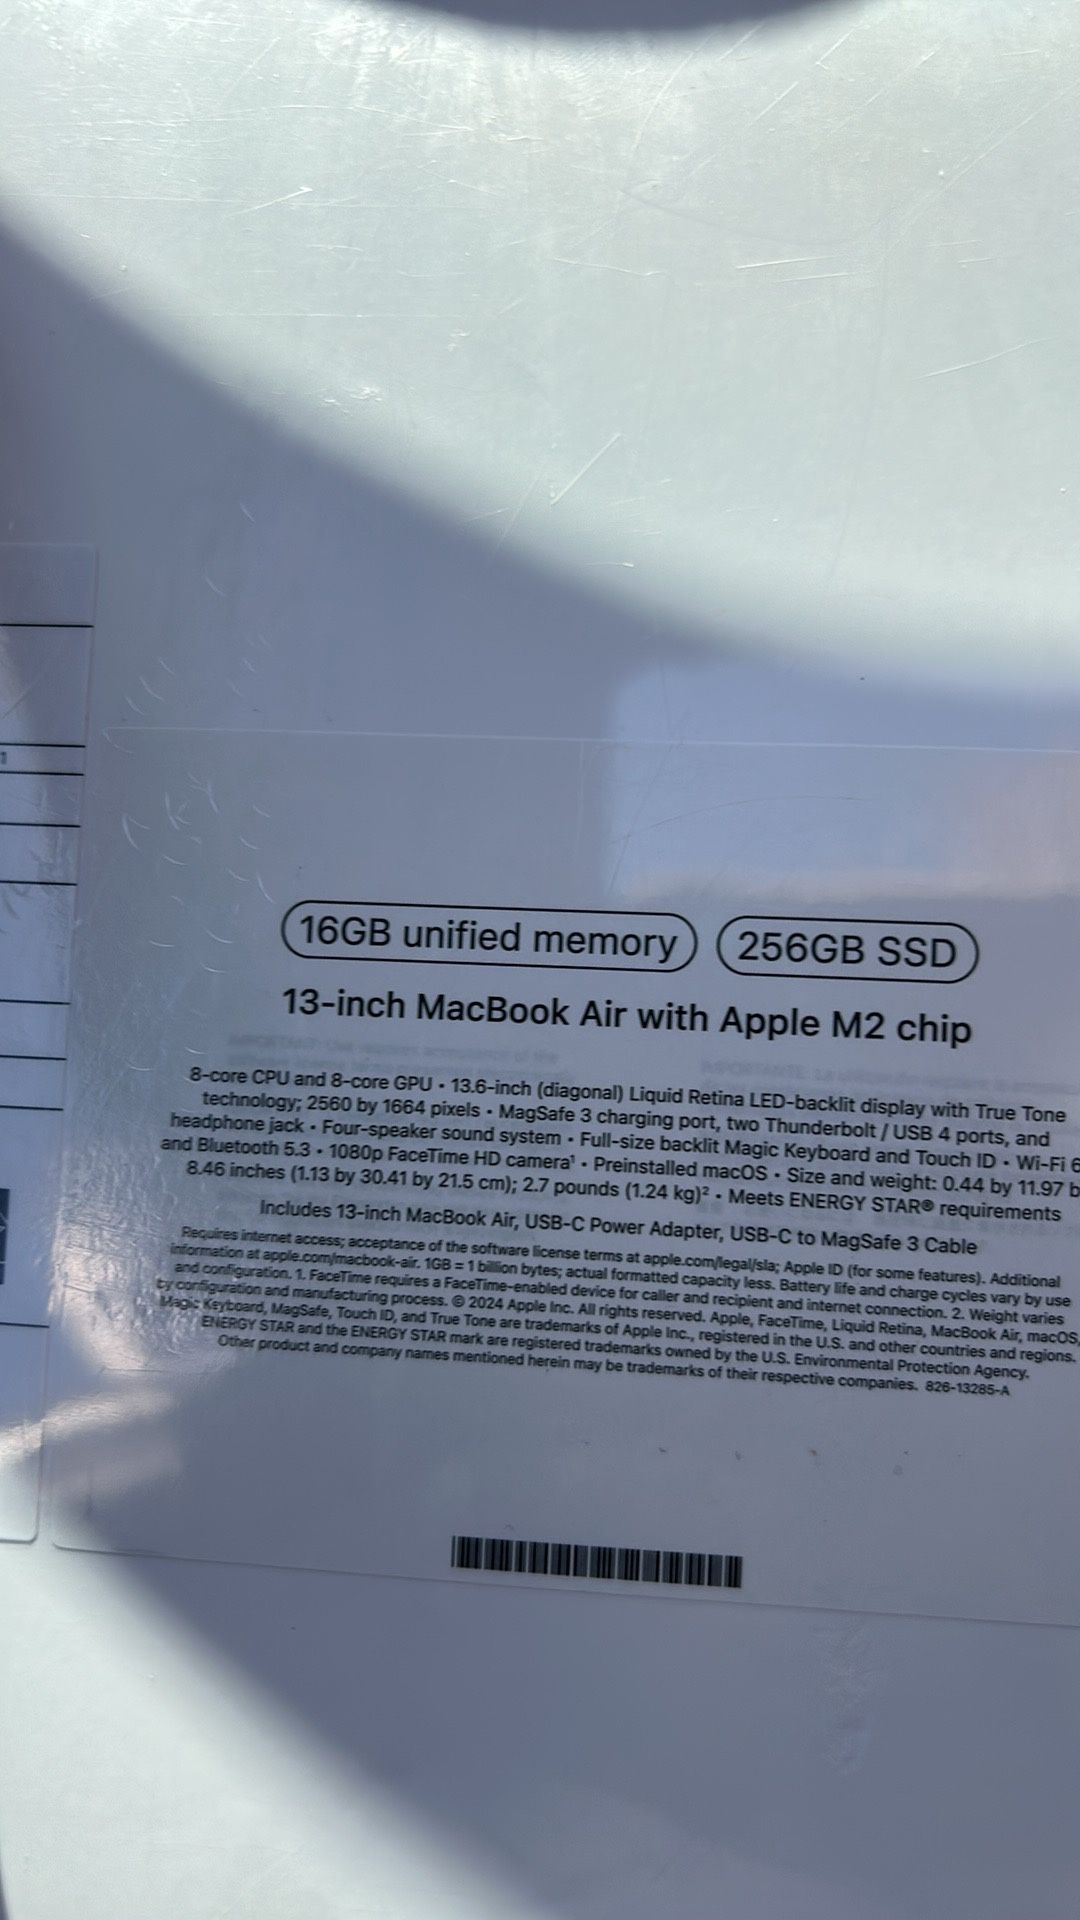 16GB unified memory 256GB SSD
13-inch MacBook Air with Apple M2 chip
8-core CPU and 8-core GPU • 13.6-inch (diagonal) Liquid Retina LED-backlit display with True Tone
technology; 2560 by 1664 pixels • MagSafe 3 charging port, two Thunderbolt / USB 4 ports, and
headphone jack • Four-speaker sound system • Full-size backlit Magic Keyboard and Touch ID • Wi-Fi 6
and Bluetooth 5.3 • 1080p FaceTime HD camera¹ • Preinstalled macOS • Size and weight: 0.44 by 11.97 b
8.46 inches (1.13 by 30.41 by 21.5 cm); 2.7 pounds (1.24 kg)² • Meets ENERGY STAR® requirements
Includes 13-inch MacBook Air, USB-C Power Adapter, USB-C to MagSafe 3 Cable
Requires internet access; acceptance of the software license terms at apple.com/legal/sla; Apple ID (for some features). Additional
information at apple.com/macbook-air. 1GB = 1 billion bytes; actual formatted capacity less. Battery life and charge cycles vary by use
and configuration. 1. FaceTime requires a FaceTime-enabled device for caller and recipient and internet connection. 2. Weight varies
by configuration and manufacturing process. © 2024 Apple Inc. All rights reserved. Apple, FaceTime, Liquid Retina, MacBook Air, macOS,
Magic Keyboard, MagSafe, Touch ID, and True Tone are trademarks of Apple Inc., registered in the U.S. and other countries and regions.
ENERGY STAR and the ENERGY STAR mark are registered trademarks owned by the U.S. Environmental Protection Agency.
Other product and company names mentioned herein may be trademarks of their respective companies. 826-13285-A